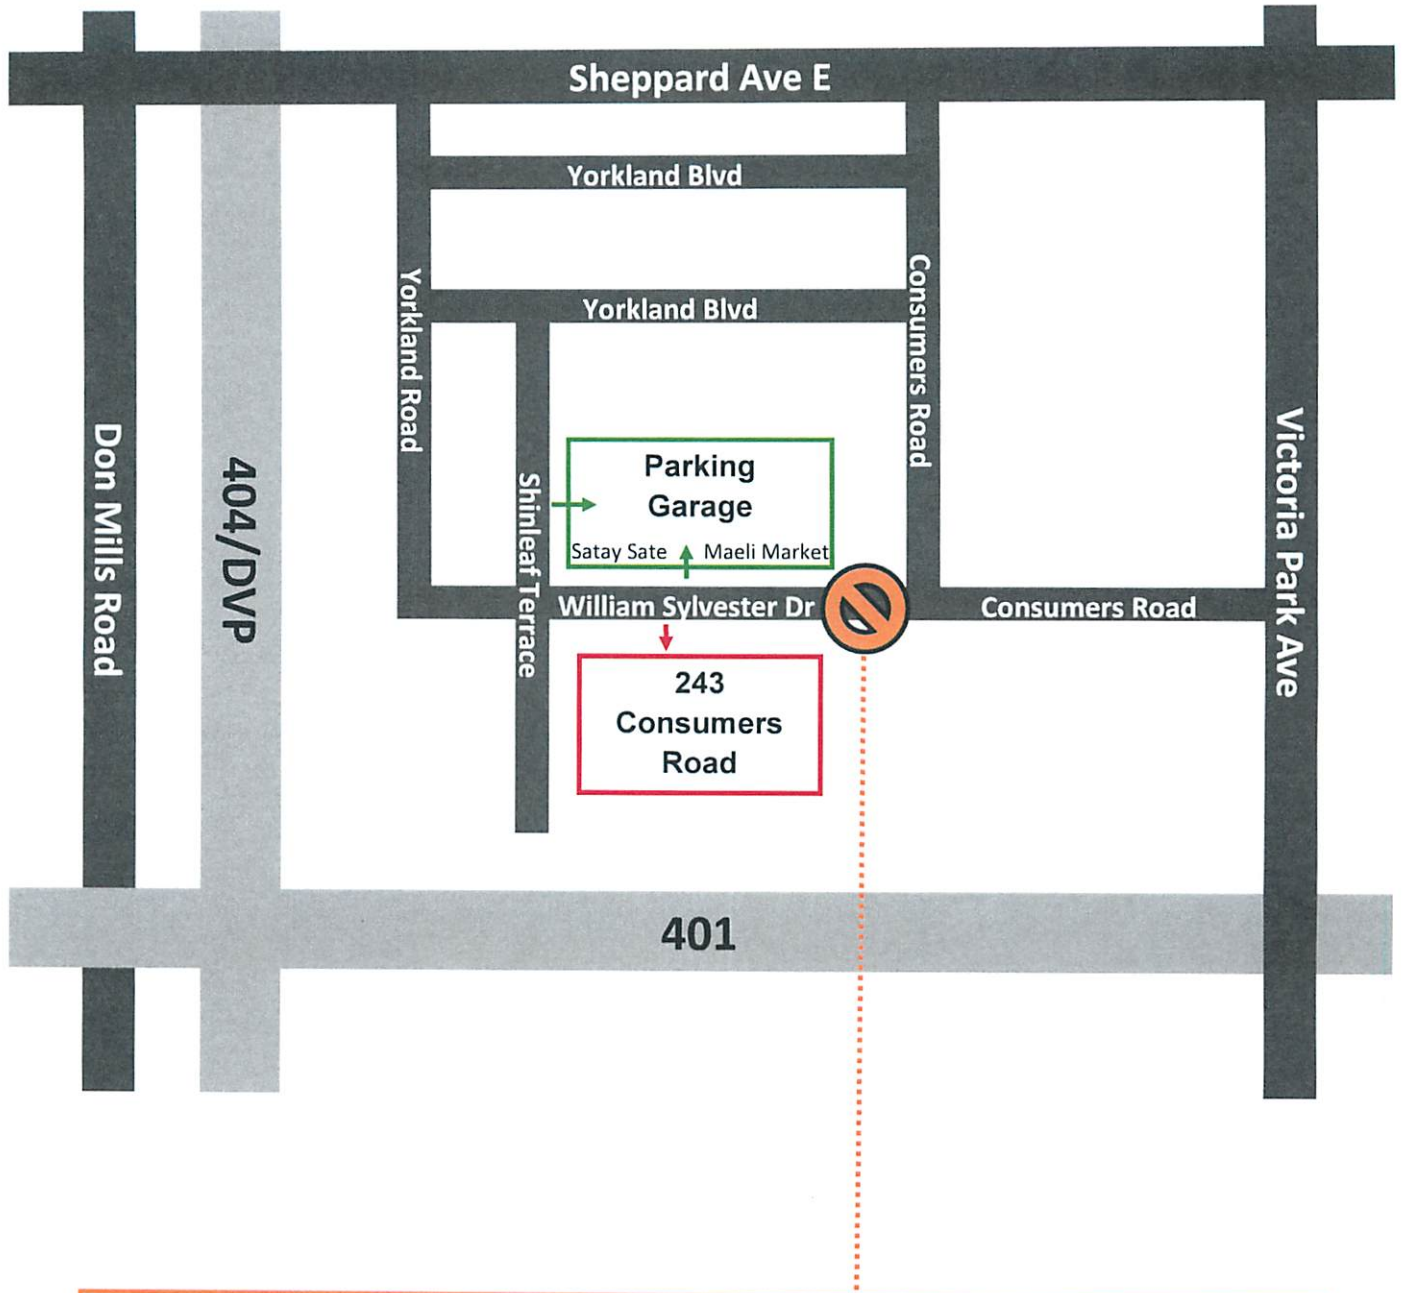 Sheppard Ave E
Yorkland Blvd
Yorkland Blvd
Yorkland Road
Consumers Road
Don Mills Road
404/DVP
Shinleaf Terrace
Victoria Park Ave
Parking
Garage
Satay Sate Maeli Market
William Sylvester Dr
Consumers Road
243
Consumers
Road
401